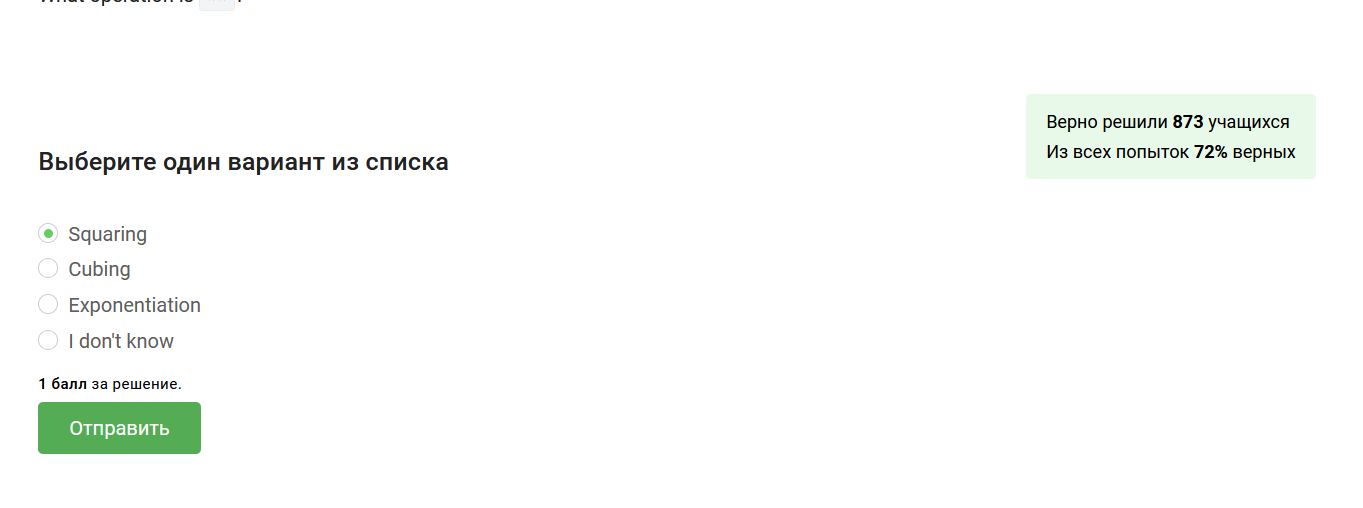 What operation is
Верно решили 873 учащихся
Из всех попыток 72% верных
Выберите один вариант из списка
Squaring
Cubing
Exponentiation
I don't know
1 балл за решение.
Отправить